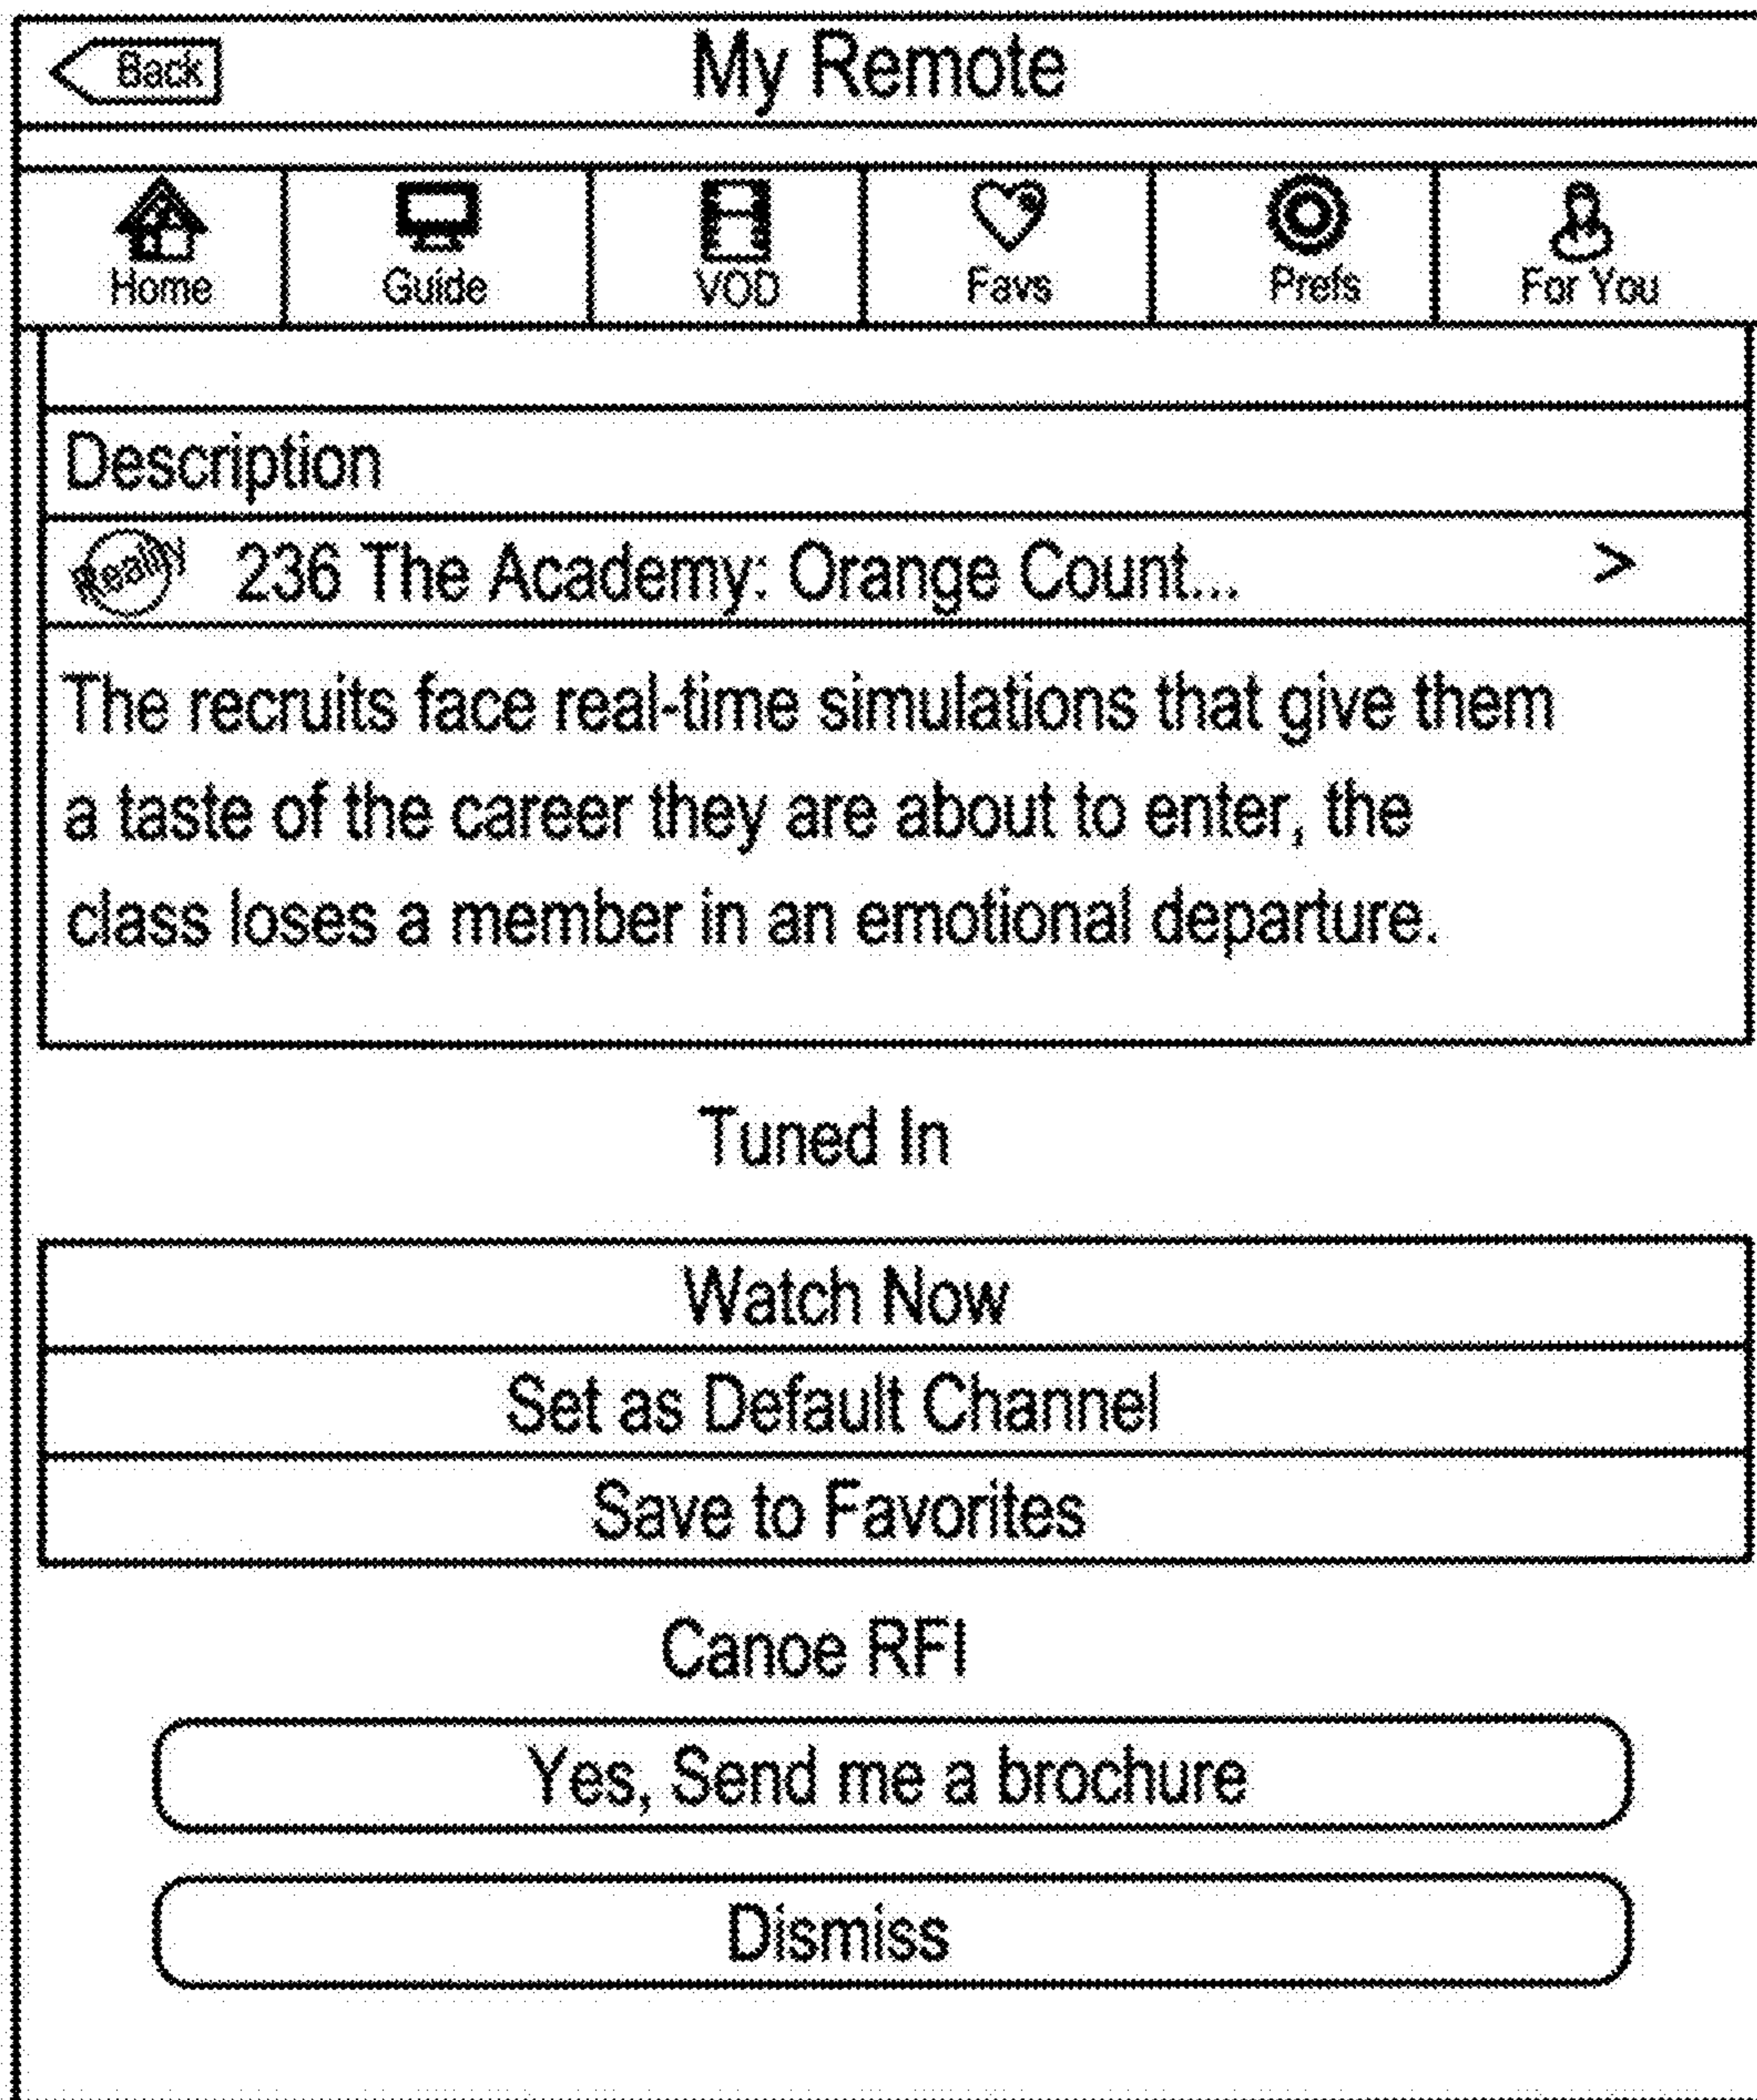 Back
My Remote
Home
Guide
VOD
Favs
Prefs
For You
Description
Reality
236 The Academy: Orange Count...
>
The recruits face real-time simulations that give them
a taste of the career they are about to enter, the
class loses a member in an emotional departure.
Tuned In
Watch Now
Set as Default Channel
Save to Favorites
Canoe RFI
Yes, Send me a brochure
Dismiss